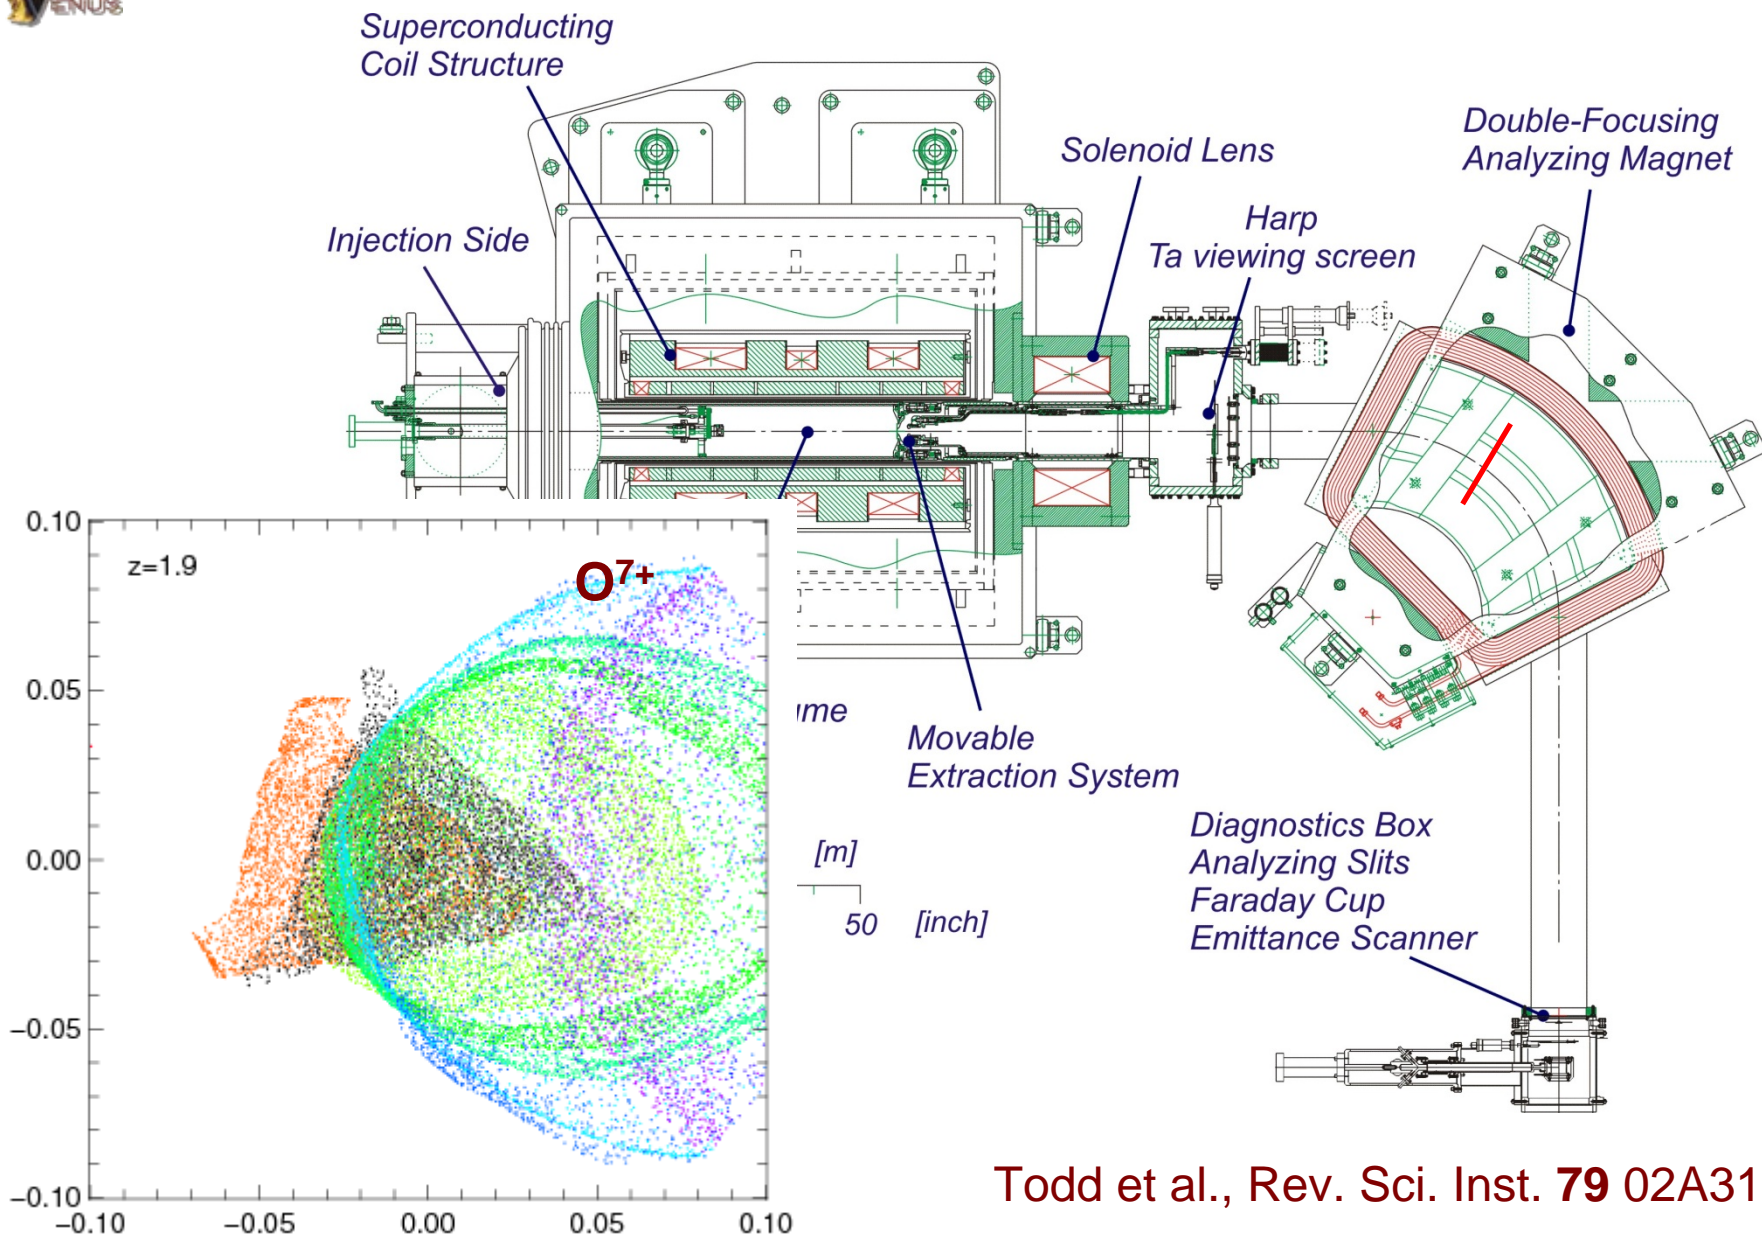 VENUS
Superconducting
Coil Structure
Double-Focusing
Analyzing Magnet
Solenoid Lens
Harp
Ta viewing screen
Injection Side
Movable
Extraction System
[m]
50 [inch]
Diagnostics Box
Analyzing Slits
Faraday Cup
Emittance Scanner
z=1.9
O7+
0.10
0.05
0.00
−0.05
−0.10
−0.10 −0.05 0.00 0.05 0.10
Todd et al., Rev. Sci. Inst. 79 02A31